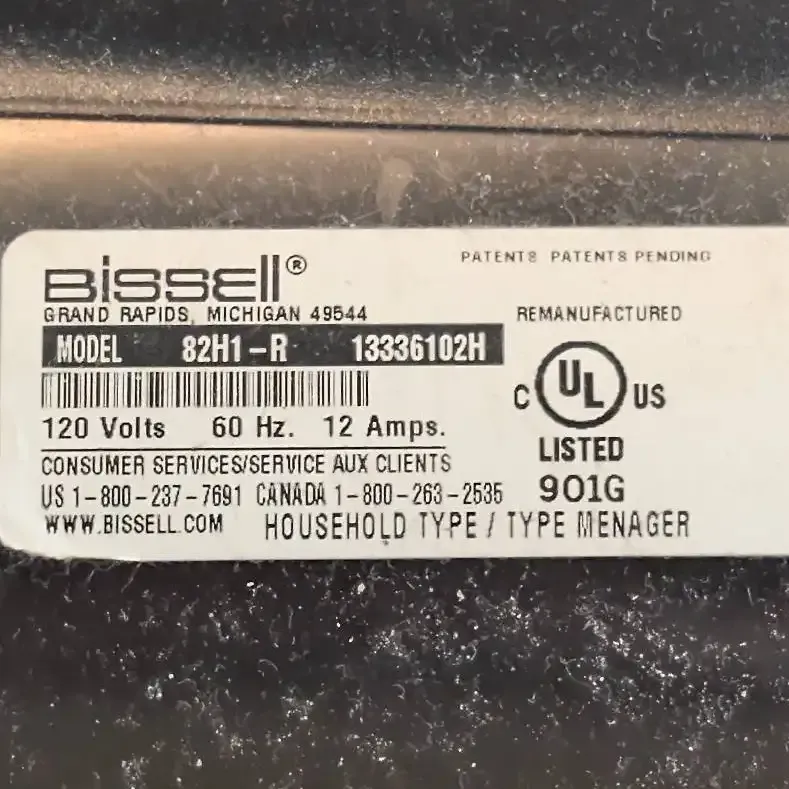 BISSELL®
GRAND RAPIDS, MICHIGAN 49544
PATENTS PATENTS PENDING
REMANUFACTURED
MODEL 82H1-R 13336102H
C UL US
LISTED
901G
120 Volts 60 Hz. 12 Amps.
CONSUMER SERVICES/SERVICE AUX CLIENTS
US 1-800-237-7691 CANADA 1-800-263-2535
WWW.BISSELL.COM HOUSEHOLD TYPE / TYPE MENAGER